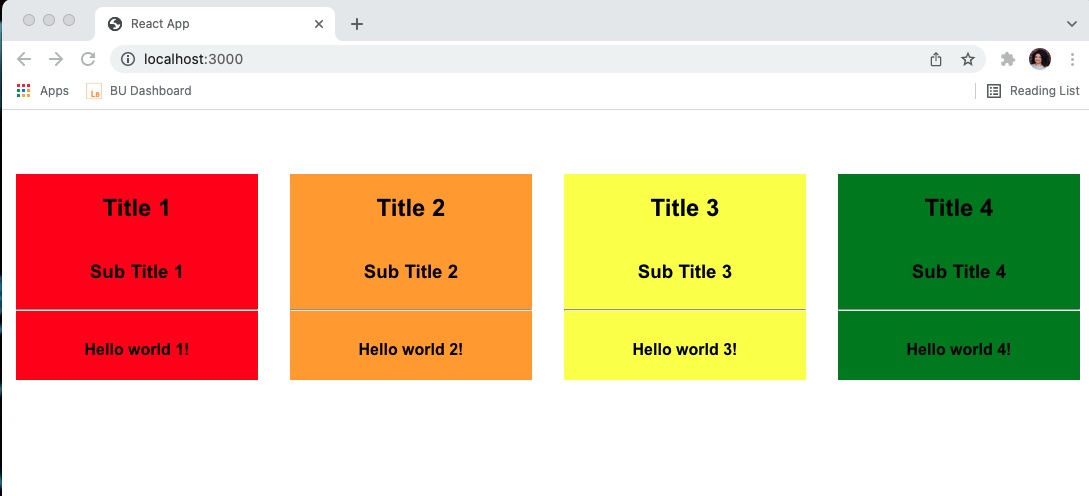 React App
localhost:3000
Apps
BU Dashboard
Reading List
Title 1
Sub Title 1
Hello world 1!
Title 2
Sub Title 2
Hello world 2!
Title 3
Sub Title 3
Hello world 3!
Title 4
Sub Title 4
Hello world 4!